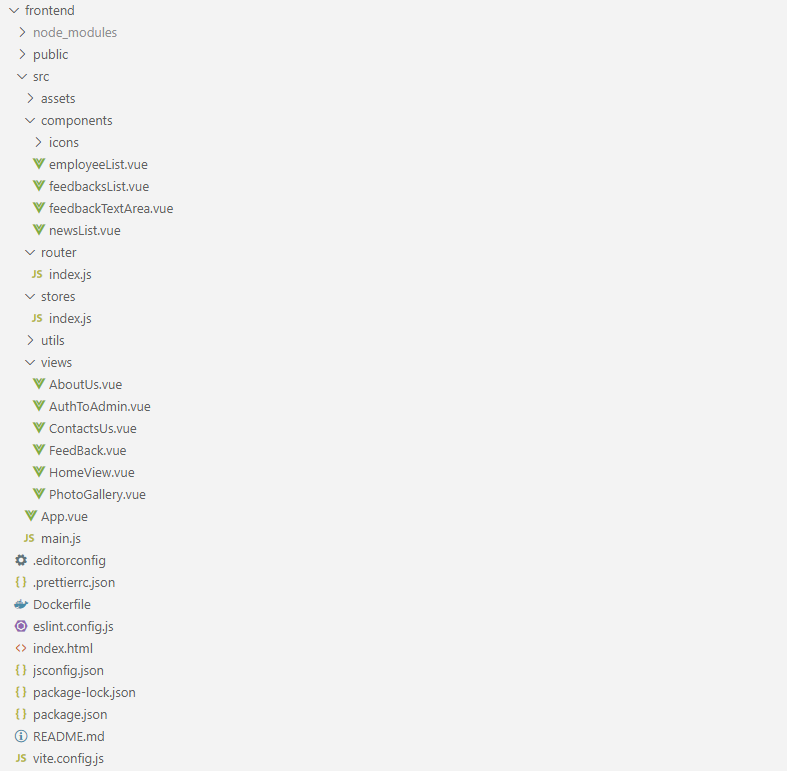 frontend
node_modules
public
src
assets
components
icons
employeeList.vue
feedbacksList.vue
feedbackTextArea.vue
newsList.vue
router
JS index.js
stores
JS index.js
utils
views
AboutUs.vue
AuthToAdmin.vue
ContactsUs.vue
FeedBack.vue
HomeView.vue
PhotoGallery.vue
App.vue
JS main.js
.editorconfig
{} .prettierrc.json
Dockerfile
eslint.config.js
<> index.html
{} jsconfig.json
{} package-lock.json
{} package.json
README.md
JS vite.config.js